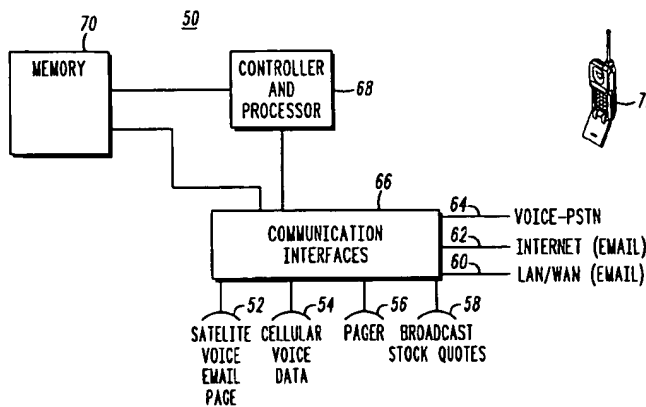 50
70
MEMORY
CONTROLLER
AND
PROCESSOR
68
7
66
COMMUNICATION
INTERFACES
64
VOICE-PSTN
62
INTERNET (EMAIL)
60
LAN/WAN (EMAIL)
52
54
56
58
SATELITE
VOICE
EMAIL
PAGE
CELLULAR
VOICE
DATA
PAGER
BROADCAST
STOCK QUOTES